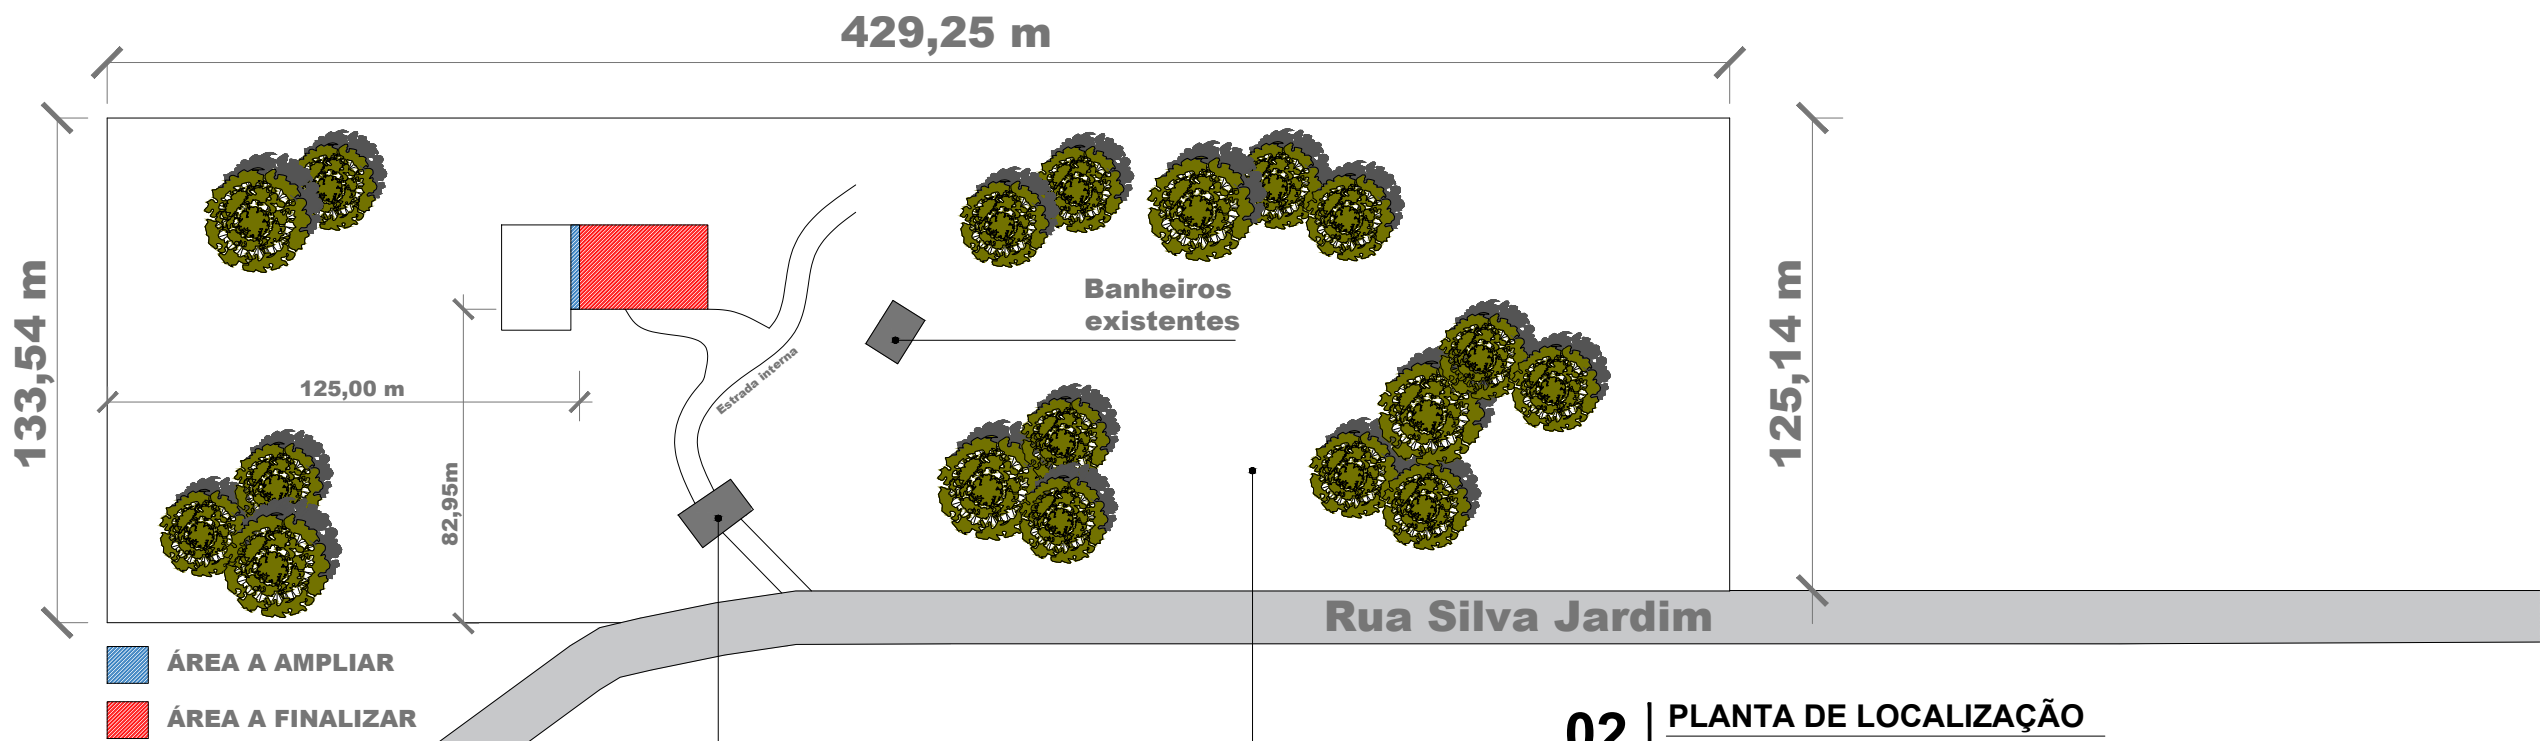 429,25 m
133,54 m
125,14 m
Banheiros
existentes
Estrada interna
125,00 m
82,95m
Rua Silva Jardim
ÁREA A AMPLIAR
ÁREA A FINALIZAR
02
PLANTA DE LOCALIZAÇÃO